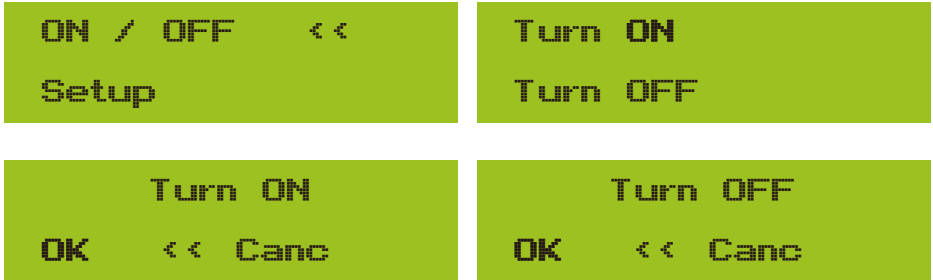 ON / OFF <<
Setup
Turn ON
Turn OFF
Turn ON
OK << Canc
Turn OFF
OK << Canc